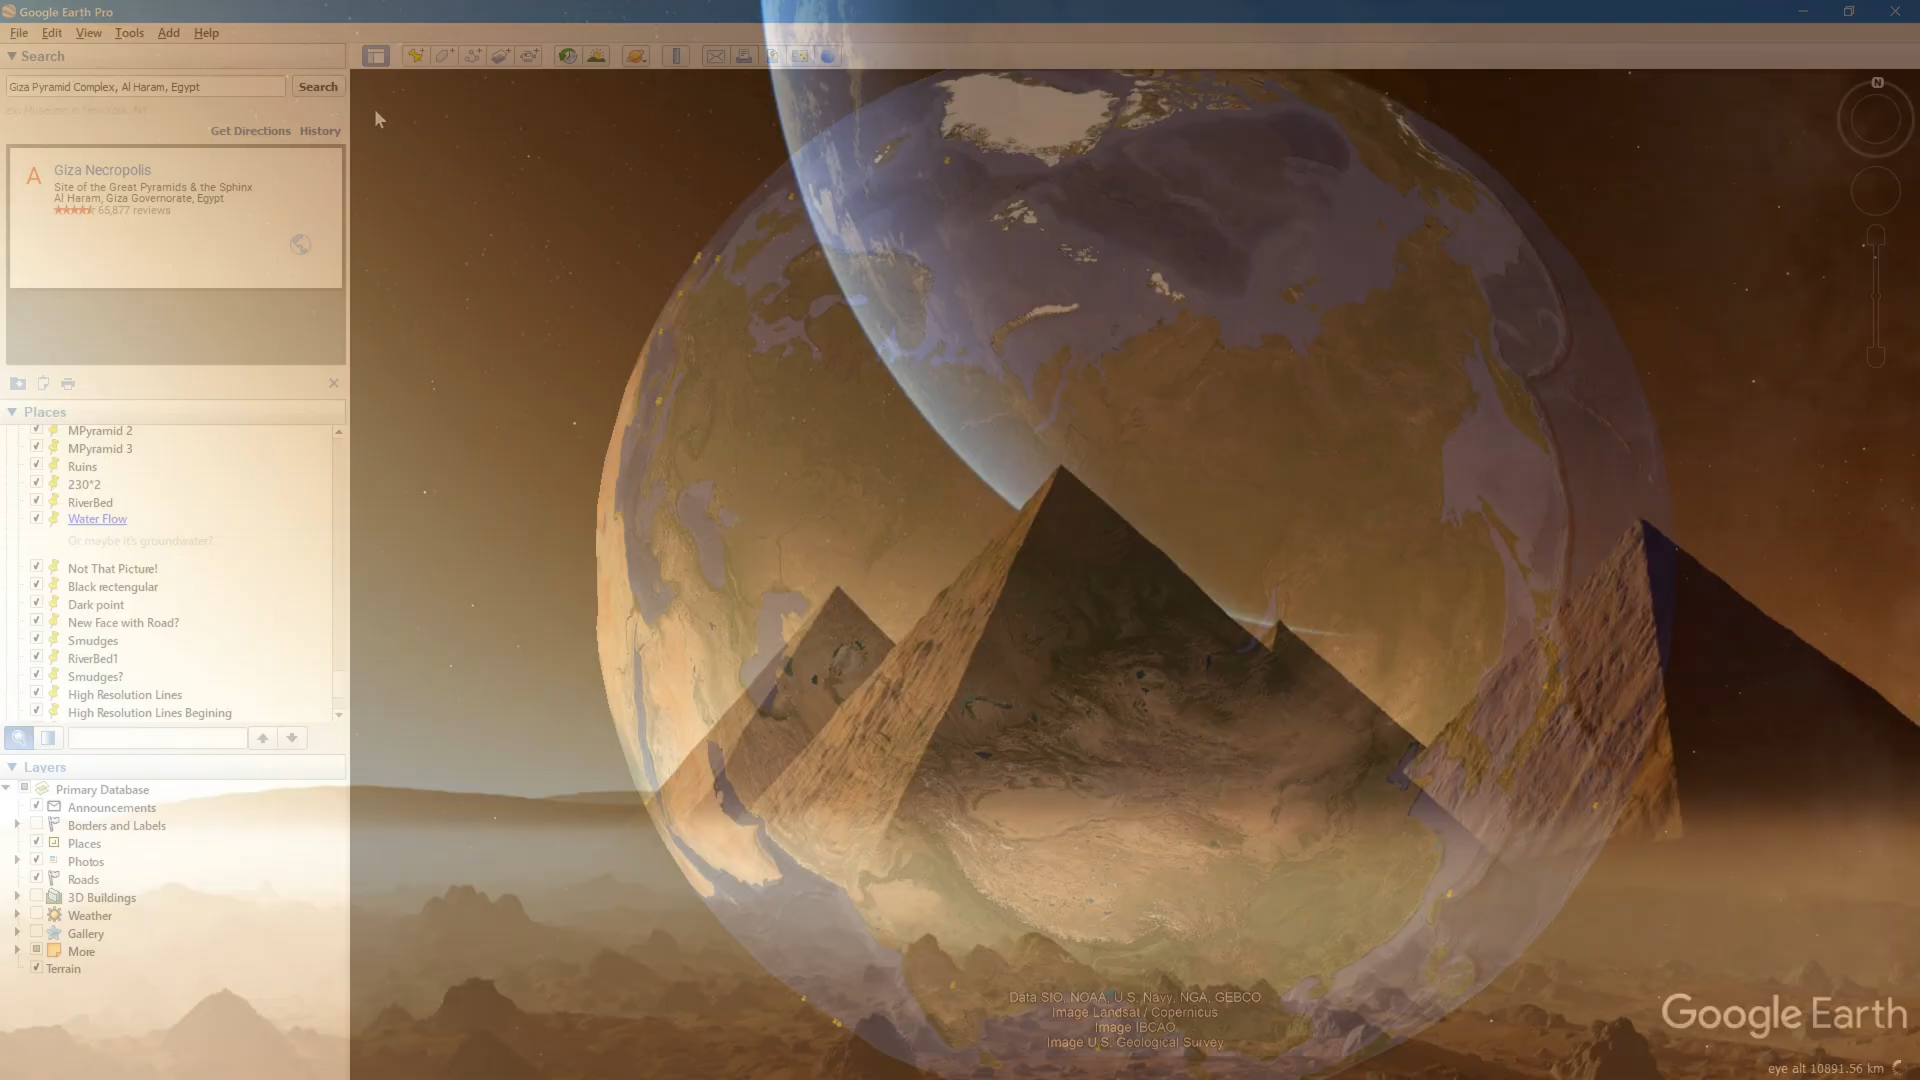 Google Earth Pro
File Edit View Tools Add Help
Search
Giza Pyramid Complex, Al Haram, Egypt Search
Get Directions History
A Giza Necropolis
Site of the Great Pyramids & the Sphinx
Al Haram, Giza Governorate, Egypt
65,877 reviews
Places
MPyramid 2
MPyramid 3
Ruins
230*2
RiverBed
Water Flow
Or maybe it's groundwater?
Not That Picture!
Black rectengular
Dark point
New Face with Road?
Smudges
RiverBed1
Smudges?
High Resolution Lines
High Resolution Lines Begining
Layers
Primary Database
Announcements
Borders and Labels
Places
Photos
Roads
3D Buildings
Weather
Gallery
More
Terrain
N
Data SIO, NOAA, U.S. Navy, NGA, GEBCO
Image Landsat / Copernicus
Image IBCAO
Image U.S. Geological Survey
Google Earth
eye alt 10891.56 km